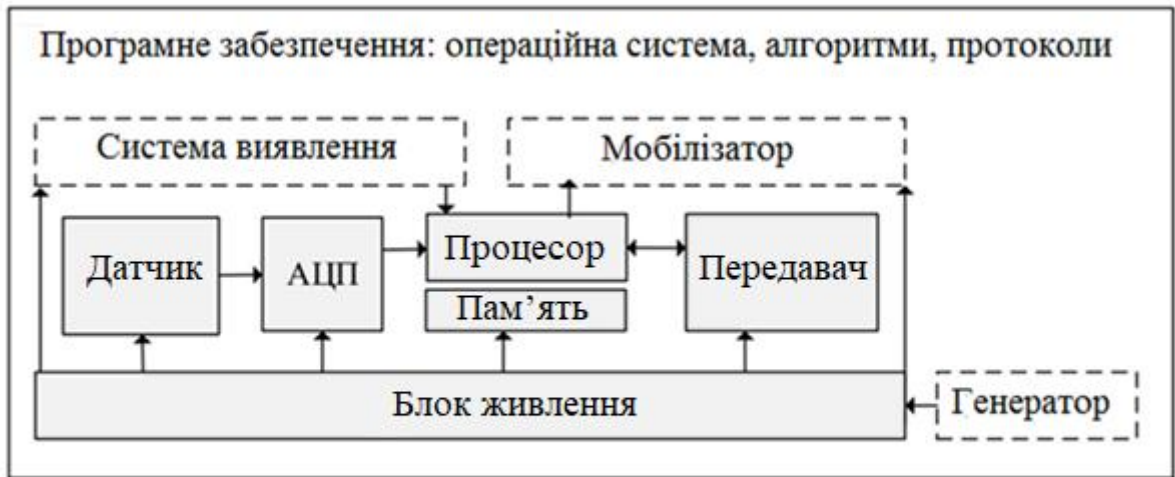 Програмне забезпечення: операційна система, алгоритми, протоколи
Система виявлення
Мобілізатор
Датчик
АЦП
Процесор
Пам’ять
Передавач
Блок живлення
Генератор